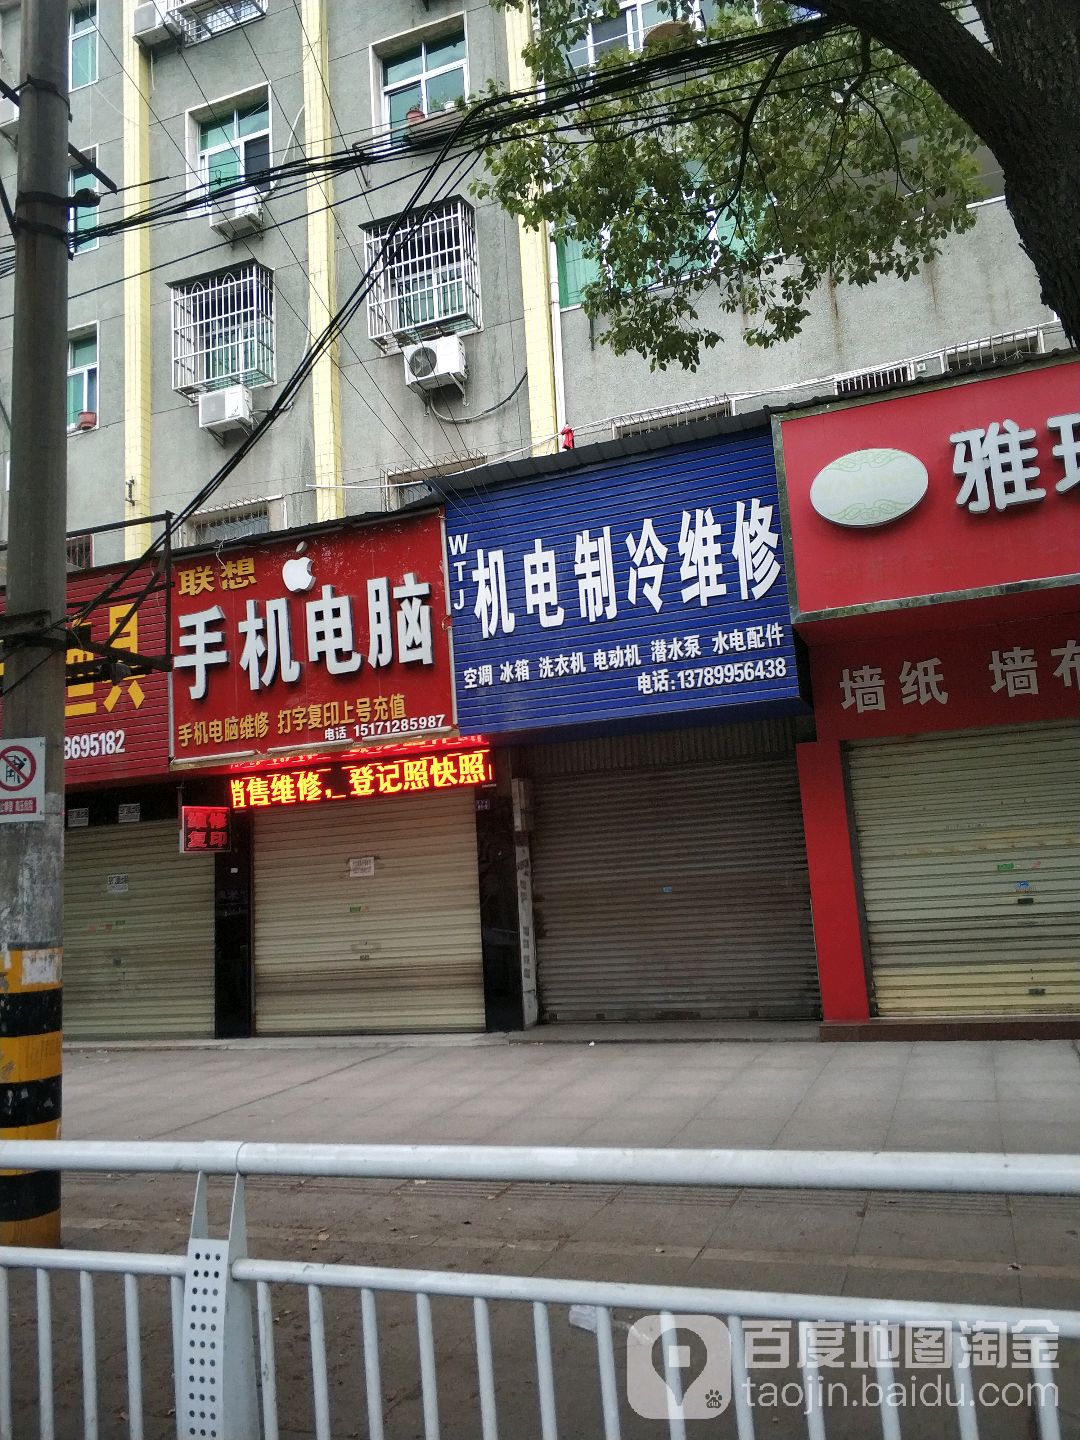 具
8695182
联想
手机电脑
手机电脑维修 打字复印上号充值
电话 15171285987
销售维修,登记照快照
维修
复印
WTJ
机电制冷维修
空调 冰箱 洗衣机 电动机 潜水泵 水电配件
电话:13789956438
雅
墙纸 墙布
百度地图淘金
taojin.baidu.com